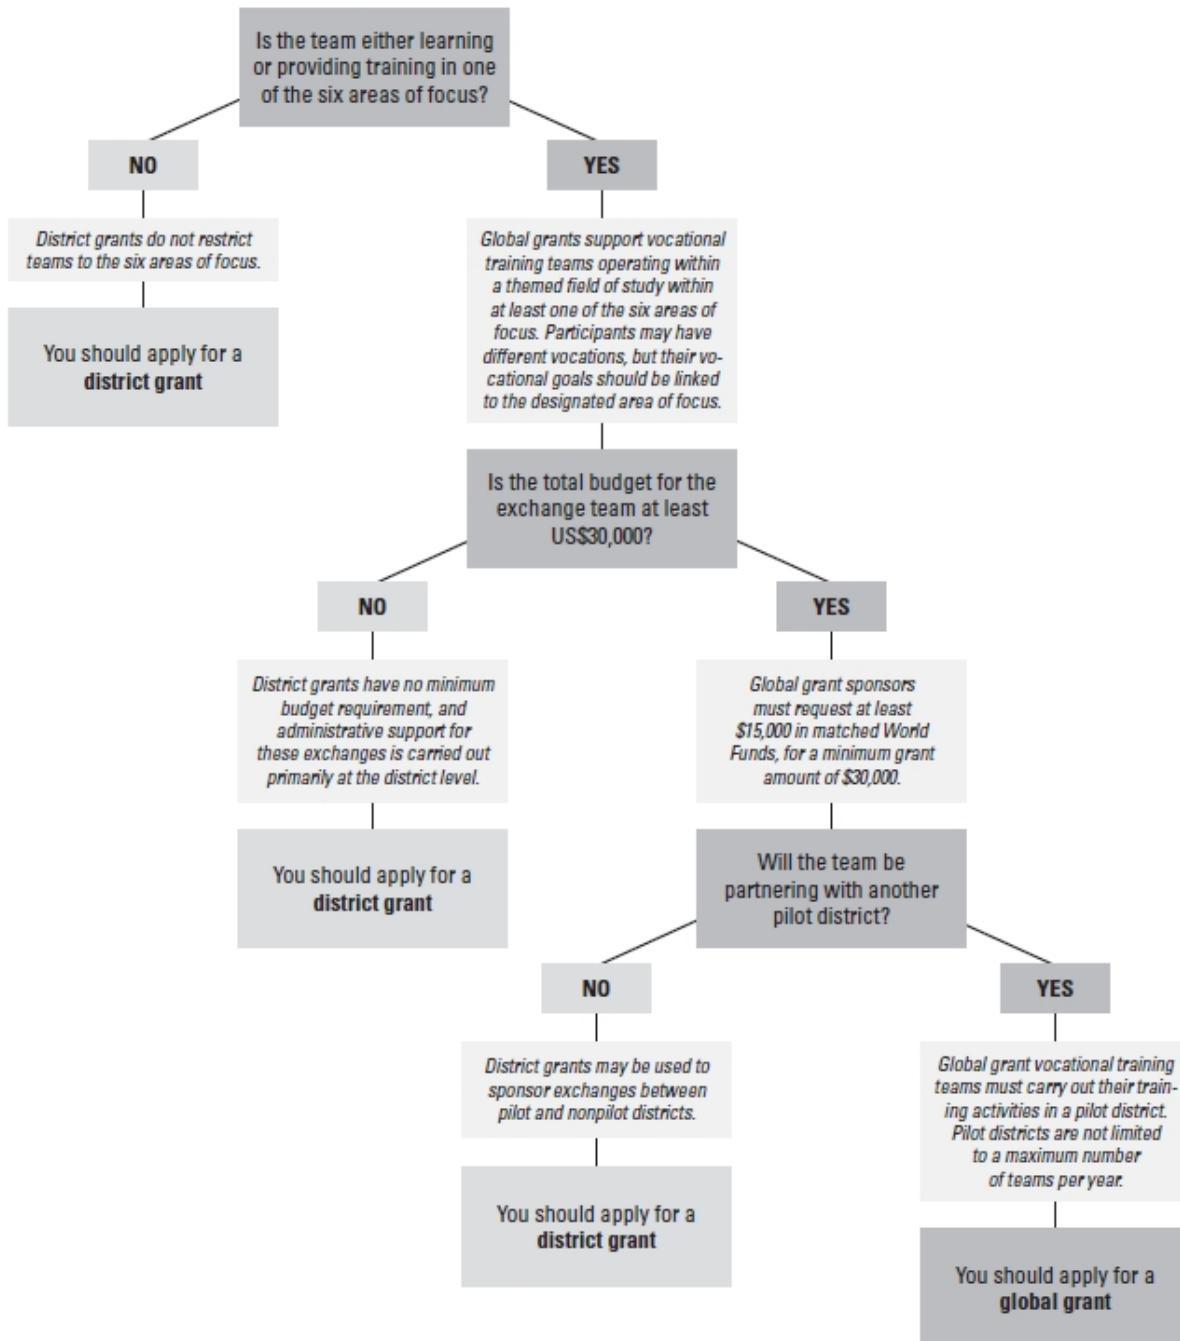 Is the team either learning
or providing training in one
of the six areas of focus?
NO
YES
District grants do not restrict
teams to the six areas of focus.
You should apply for a
district grant
Global grants support vocational
training teams operating within
a themed field of study within
at least one of the six areas of
focus. Participants may have
different vocations, but their vo-
cational goals should be linked
to the designated area of focus.
Is the total budget for the
exchange team at least
US$30,000?
NO
YES
District grants have no minimum
budget requirement, and
administrative support for
these exchanges is carried out
primarily at the district level.
You should apply for a
district grant
Global grant sponsors
must request at least
$15,000 in matched World
Funds, for a minimum grant
amount of $30,000.
Will the team be
partnering with another
pilot district?
NO
YES
District grants may be used to
sponsor exchanges between
pilot and nonpilot districts.
You should apply for a
district grant
Global grant vocational training
teams must carry out their train-
ing activities in a pilot district.
Pilot districts are not limited
to a maximum number
of teams per year.
You should apply for a
global grant